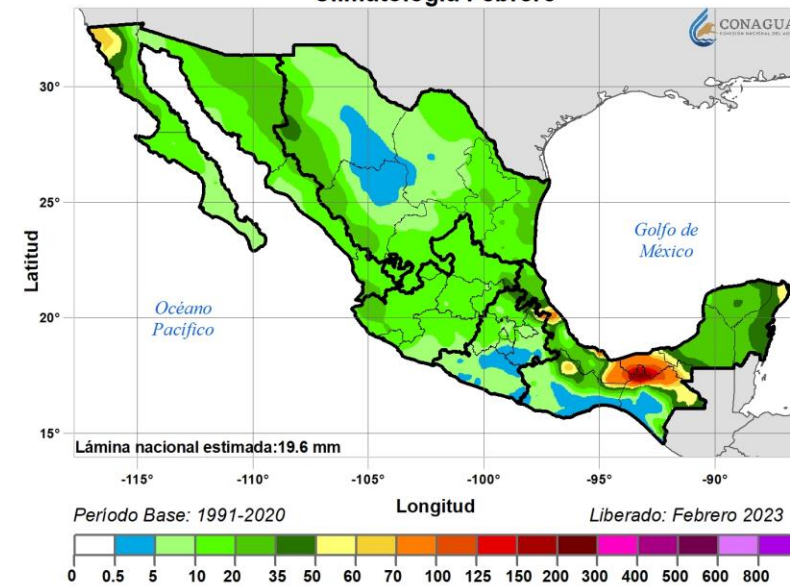 Climatología Febrero
CONAGUA
30°
25°
20°
15°
Latitud
Golfo de
México
Océano
Pacífico
Lámina nacional estimada:19.6 mm
-115° -110° -105° -100° -95° -90°
Longitud
Periodo Base: 1991-2020
Liberado: Febrero 2023
0 0.5 5 10 20 35 50 60 70 100 125 150 200 300 400 500 600 800